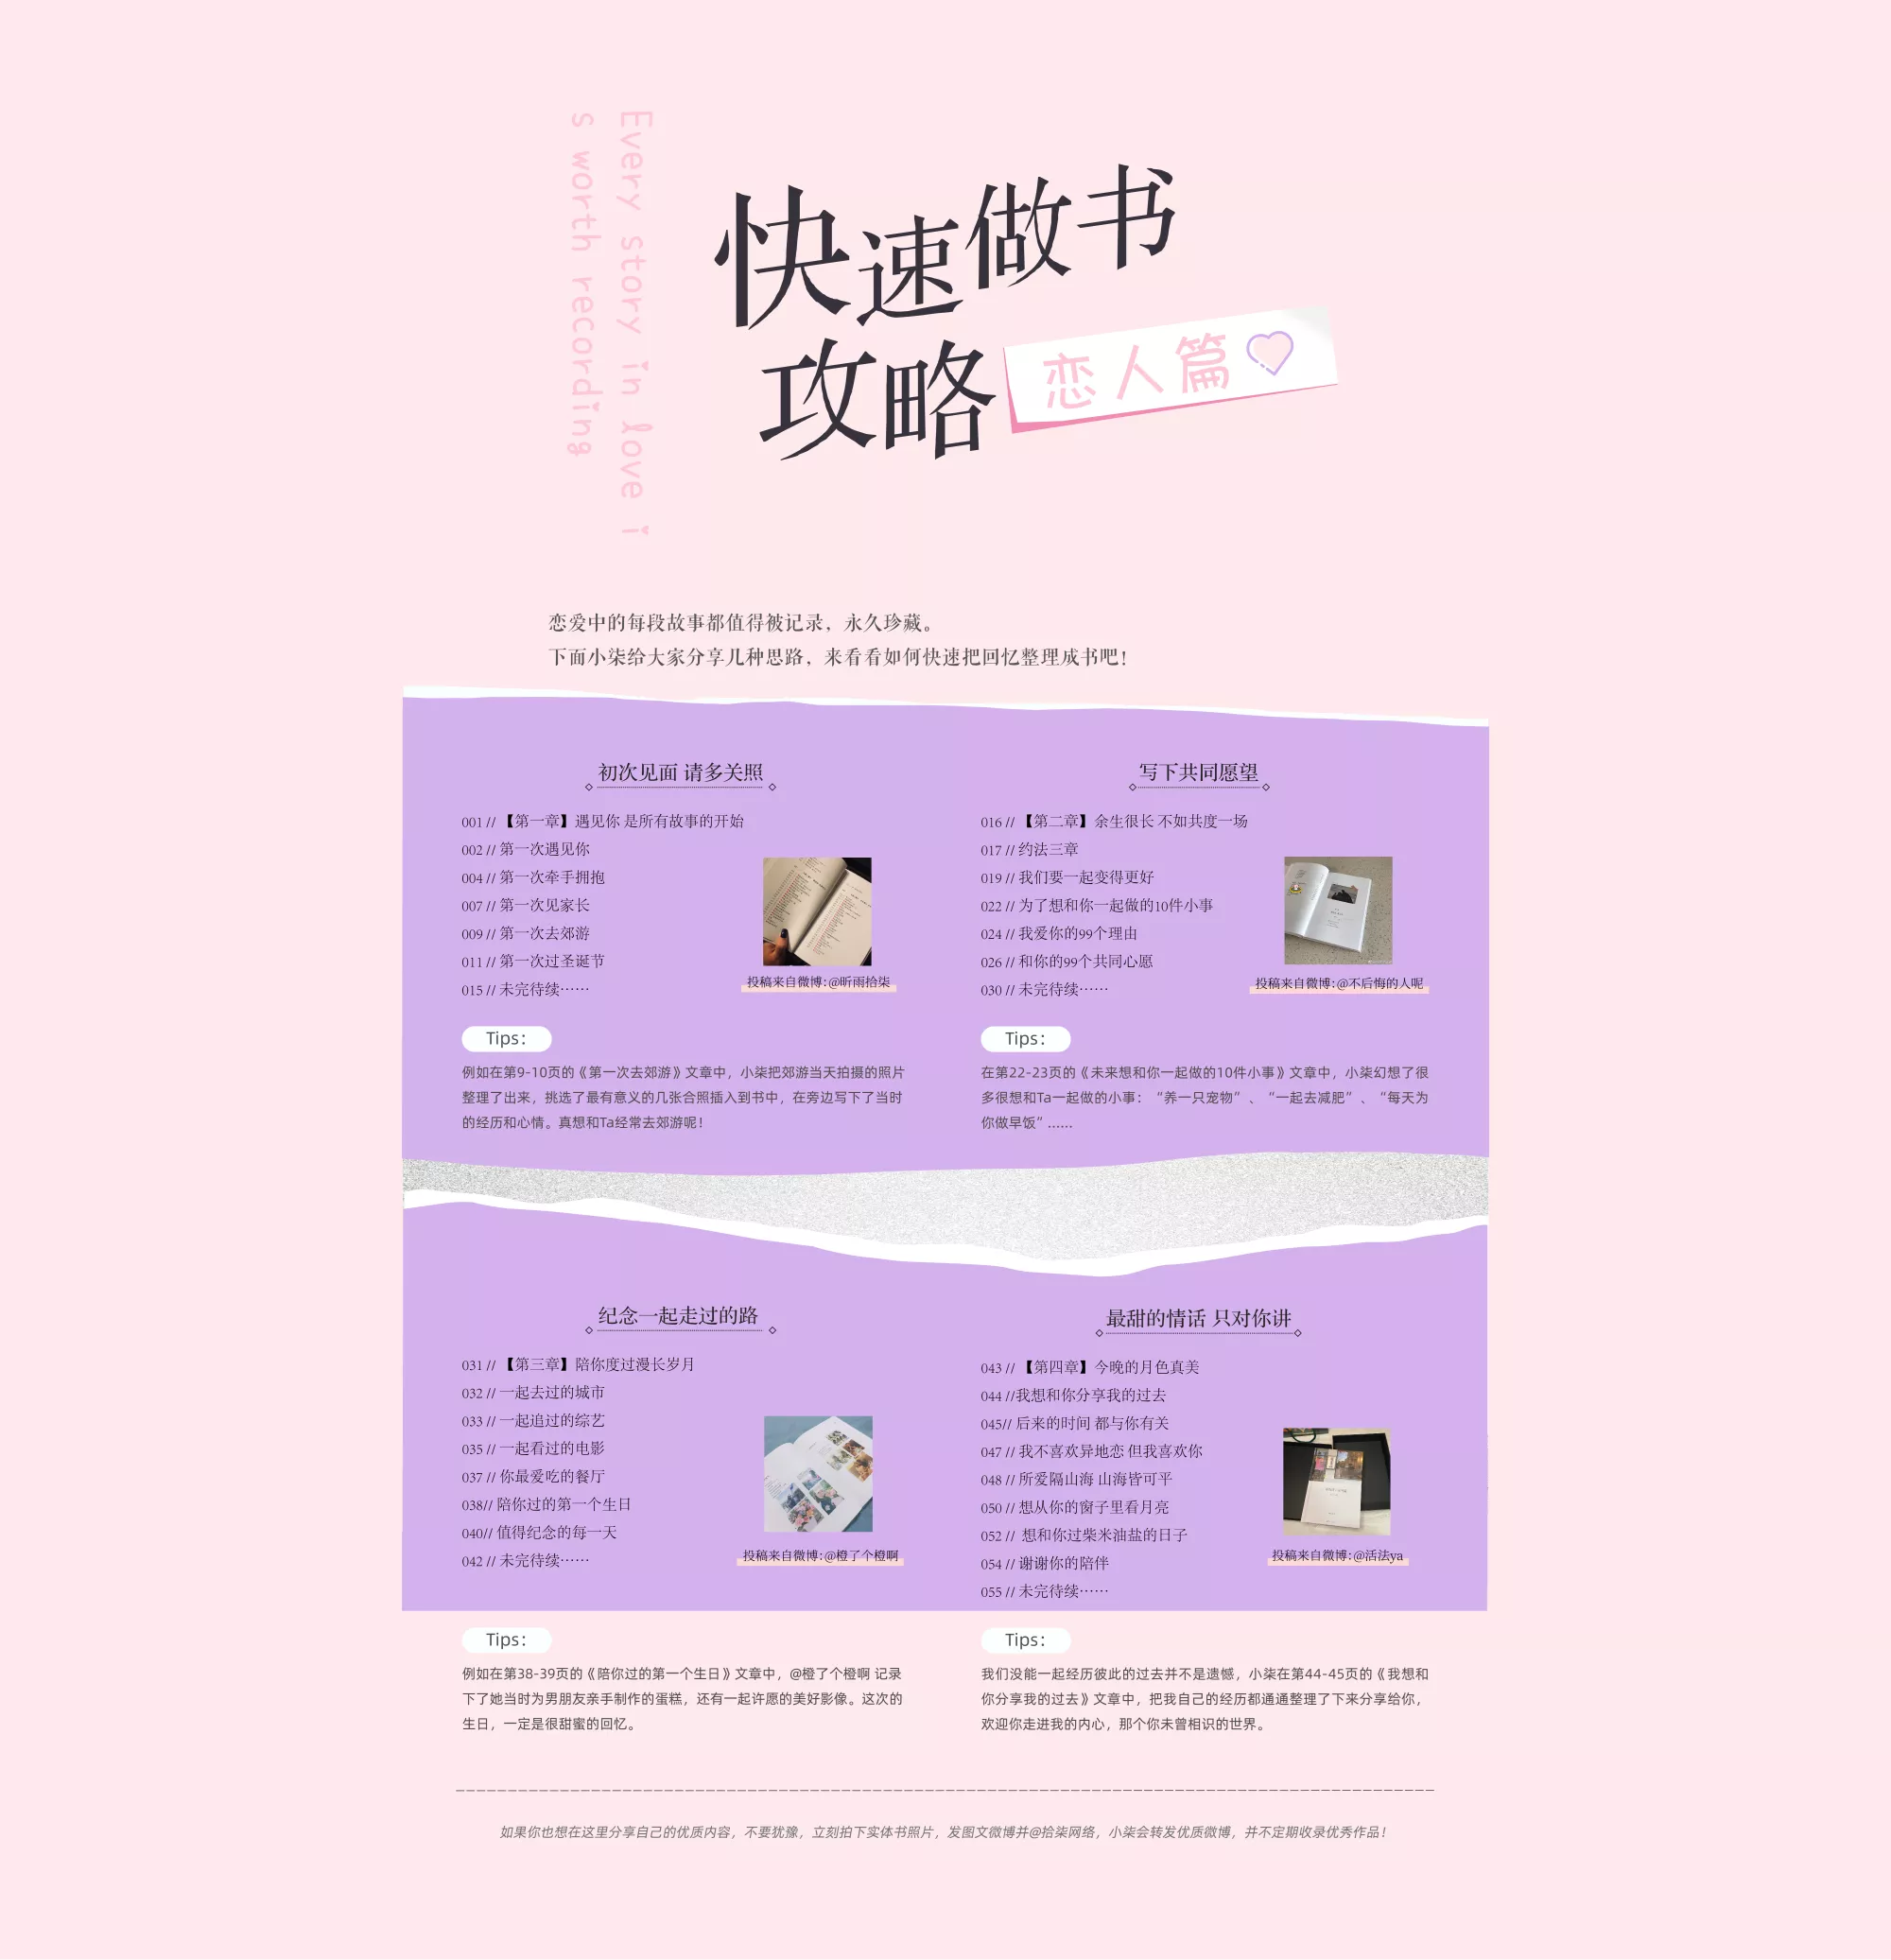 Every story in love i
s worth recording
快速做书
攻略
恋人篇
恋爱中的每段故事都值得被记录，永久珍藏。
下面小柒给大家分享几种思路，来看看如何快速把回忆整理成书吧！
初次见面 请多关照
001 // 【第一章】遇见你 是所有故事的开始
002 // 第一次遇见你
004 // 第一次牵手拥抱
007 // 第一次见家长
009 // 第一次去郊游
011 // 第一次过圣诞节
015 // 未完待续……
投稿来自微博：@昕雨拾柒
Tips：
例如在第9-10页的《第一次去郊游》文章中，小柒把郊游当天拍摄的照片
整理了出来，挑选了最有意义的几张合照插入到书中，在旁边写下了当时
的经历和心情。真想和Ta经常去郊游呢！
写下共同愿望
016 // 【第二章】余生很长 不如共度一场
017 // 约法三章
019 // 我们要一起变得更好
022 // 为了想和你一起做的10件小事
024 // 我爱你的99个理由
026 // 和你的99个共同心愿
030 // 未完待续……
投稿来自微博：@不后悔的人呢
Tips：
在第22-23页的《未来想和你一起做的10件小事》文章中，小柒幻想了很
多很想和Ta一起做的小事：“养一只宠物”、“一起去减肥”、“每天为
你做早饭”……
纪念一起走过的路
031 // 【第三章】陪你度过漫长岁月
032 // 一起去过的城市
033 // 一起追过的综艺
035 // 一起看过的电影
037 // 你最爱吃的餐厅
038// 陪你过的第一个生日
040// 值得纪念的每一天
042 // 未完待续……
投稿来自微博：@橙了个橙啊
Tips：
例如在第38-39页的《陪你过的第一个生日》文章中，@橙了个橙啊 记录
下了她当时为男朋友亲手制作的蛋糕，还有一起许愿的美好影像。这次的
生日，一定是很甜蜜的回忆。
最甜的情话 只对你讲
043 // 【第四章】今晚的月色真美
044 //我想和你分享我的过去
045// 后来的时间 都与你有关
047 // 我不喜欢异地恋 但我喜欢你
048 // 所爱隔山海 山海皆可平
050 // 想从你的窗子里看月亮
052 // 想和你过柴米油盐的日子
054 // 谢谢你的陪伴
055 // 未完待续……
投稿来自微博：@活法ya
Tips：
我们没能一起经历彼此的过去并不是遗憾，小柒在第44-45页的《我想和
你分享我的过去》文章中，把我自己的经历都通通整理了下来分享给你，
欢迎你走进我的内心，那个你未曾相识的世界。
如果你也想在这里分享自己的优质内容，不要犹豫，立刻拍下实体书照片，发图文微博并@拾柒网络，小柒会转发优质微博，并不定期收录优秀作品！